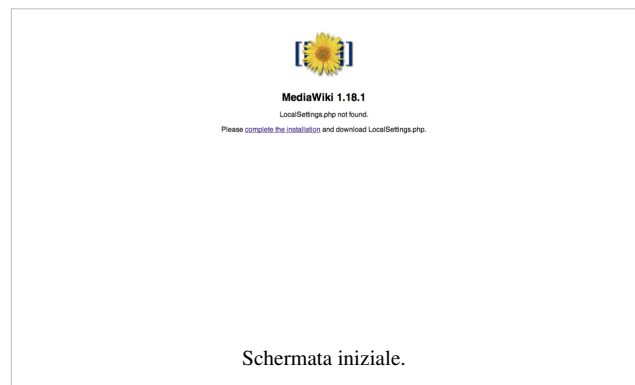 MediaWiki 1.18.1
LocalSettings.php not found.
Please complete the installation and download LocalSettings.php.
Schermata iniziale.